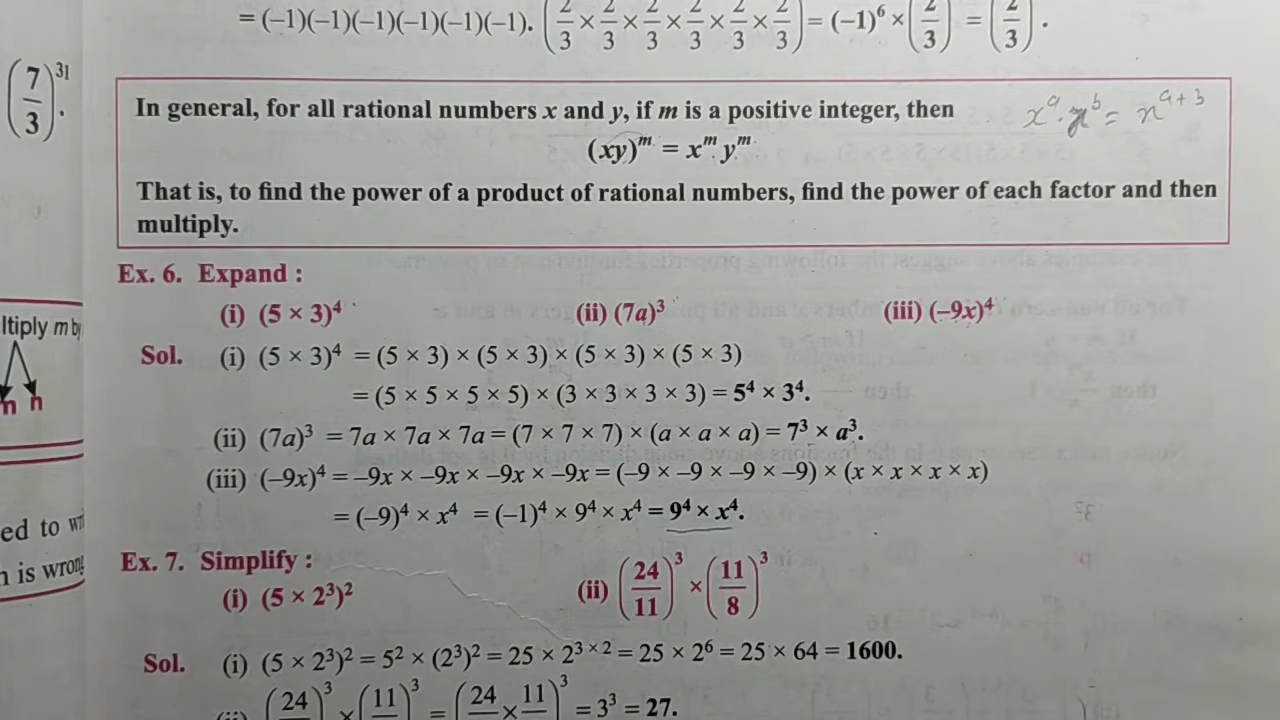 = (–1)(–1)(–1)(–1)(–1)(–1). (2/3 × 2/3 × 2/3 × 2/3 × 2/3 × 2/3) = (–1)⁶ × (2/3) = (2/3) .
(7/3)³¹.
In general, for all rational numbers x and y, if m is a positive integer, then
xᵃ · xᵇ = xᵃ⁺ᵇ
(xy)ᵐ = xᵐ yᵐ
That is, to find the power of a product of rational numbers, find the power of each factor and then
multiply.
Ex. 6. Expand :
(i) (5 × 3)⁴ (ii) (7a)³ (iii) (–9x)⁴
ltiply m by
n n
Sol. (i) (5 × 3)⁴ = (5 × 3) × (5 × 3) × (5 × 3) × (5 × 3)
= (5 × 5 × 5 × 5) × (3 × 3 × 3 × 3) = 5⁴ × 3⁴.
(ii) (7a)³ = 7a × 7a × 7a = (7 × 7 × 7) × (a × a × a) = 7³ × a³.
(iii) (–9x)⁴ = –9x × –9x × –9x × –9x = (–9 × –9 × –9 × –9) × (x × x × x × x)
= (–9)⁴ × x⁴ = (–1)⁴ × 9⁴ × x⁴ = 9⁴ × x⁴.
ed to
is wrong
Ex. 7. Simplify :
(i) (5 × 2³)² (ii) (24/11)³ × (11/8)³
Sol. (i) (5 × 2³)² = 5² × (2³)² = 25 × 2³ ˣ ² = 25 × 2⁶ = 25 × 64 = 1600.
(24)³ × (11)³ = (24 × 11)³ = 3³ = 27.